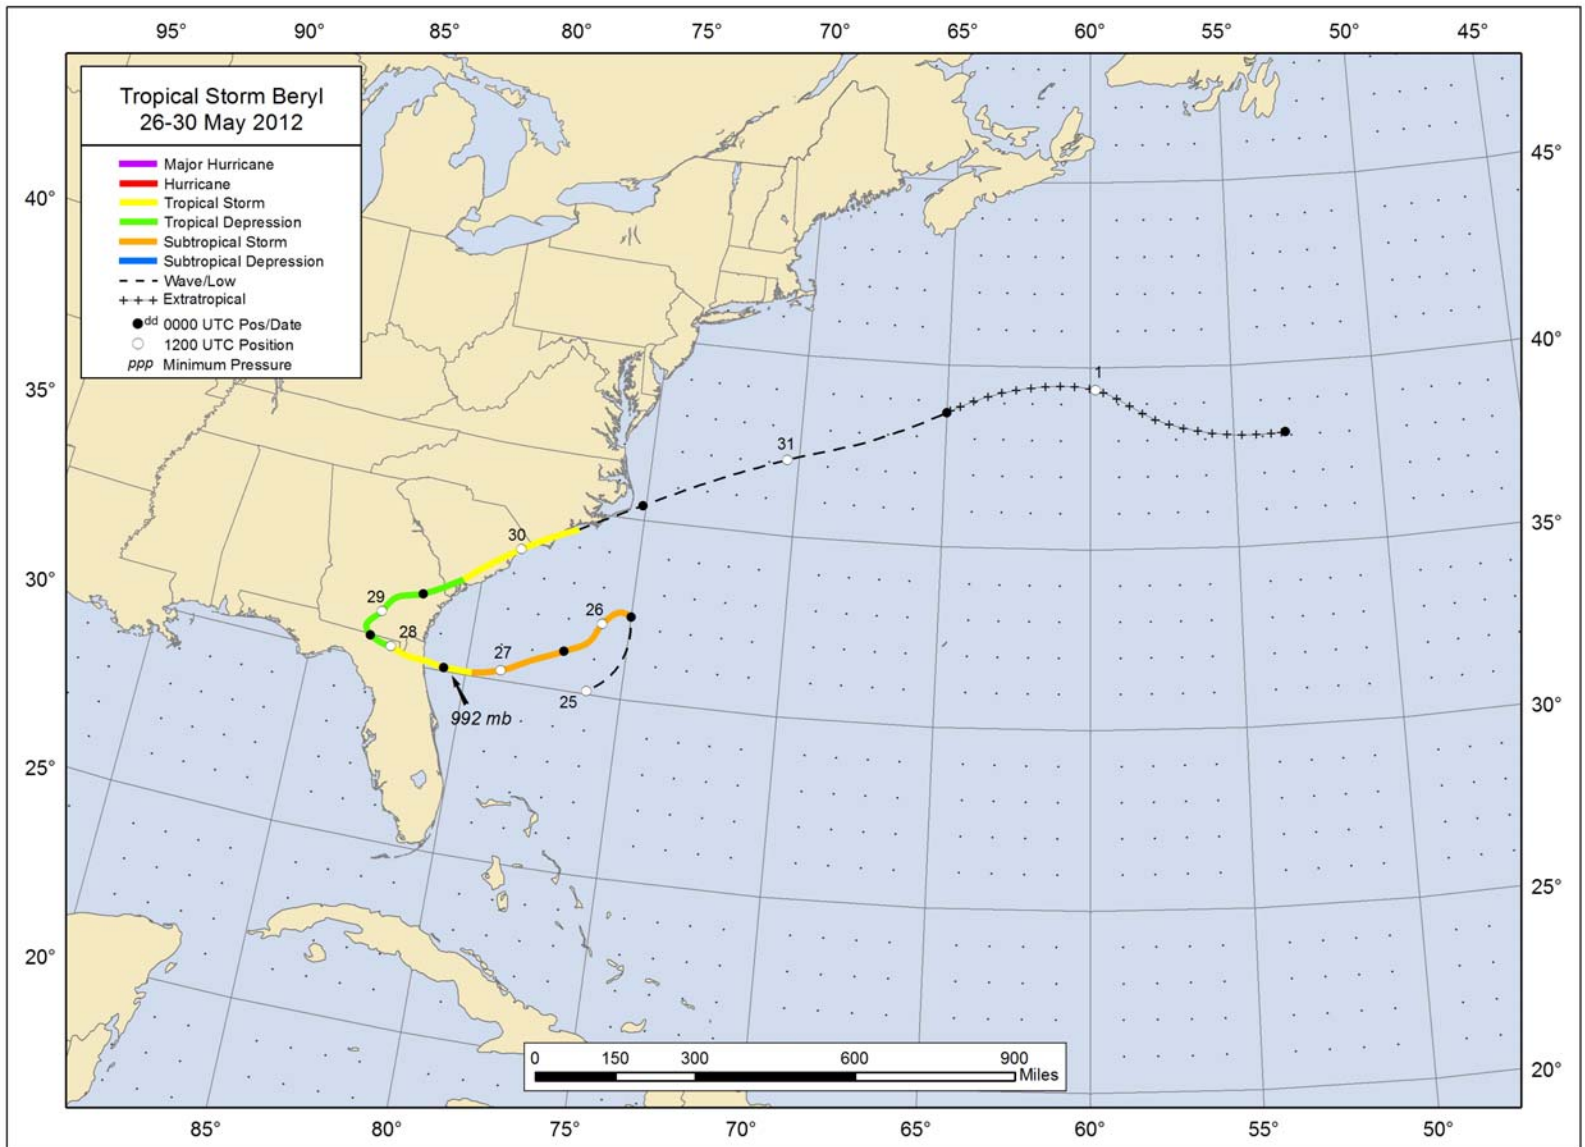 95° 90° 85° 80° 75° 70° 65° 60° 55° 50° 45°
Tropical Storm Beryl
26-30 May 2012
Major Hurricane
Hurricane
Tropical Storm
Tropical Depression
Subtropical Storm
Subtropical Depression
Wave/Low
Extratropical
dd 0000 UTC Pos/Date
1200 UTC Position
ppp Minimum Pressure
45°
40°
40°
1
35°
31
35°
30
30°
29
26
28
27
25
30°
992 mb
25°
25°
20°
0 150 300 600 900
Miles
20°
85° 80° 75° 70° 65° 60° 55° 50°